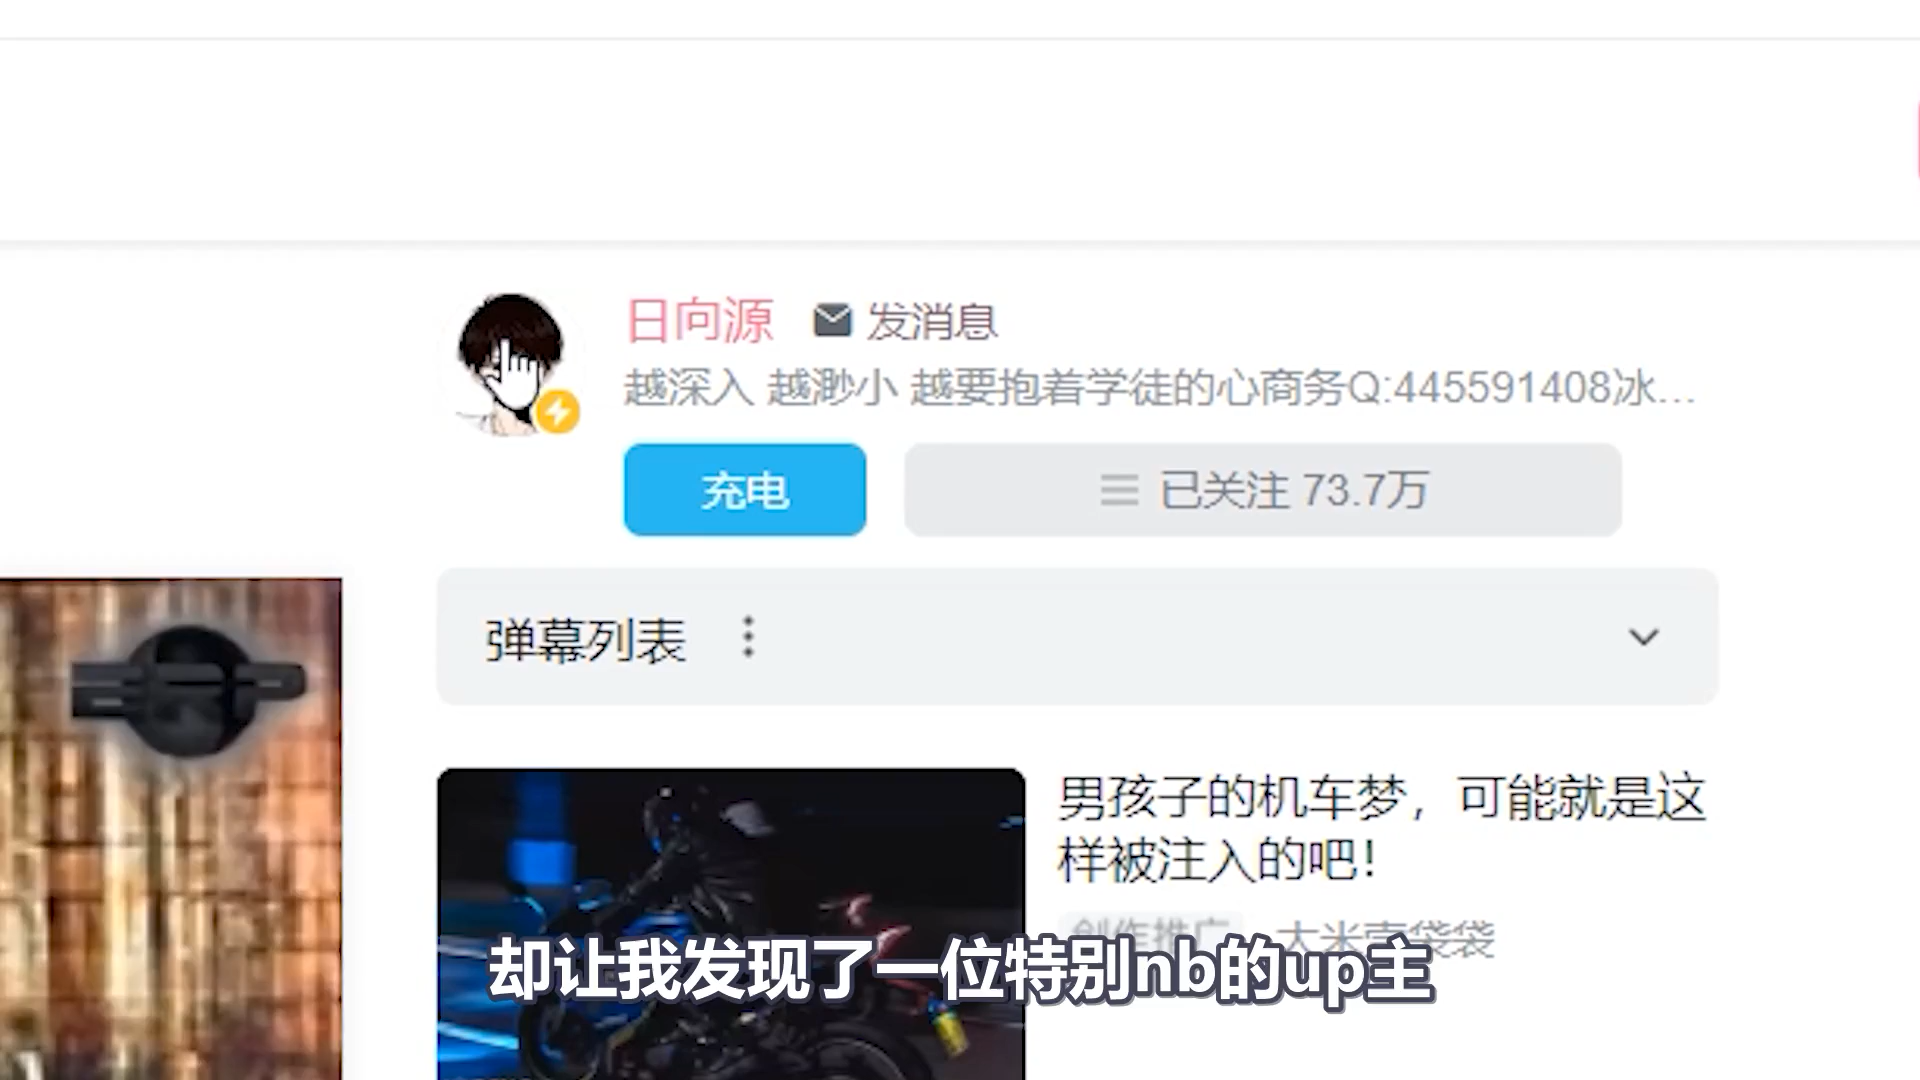 日向源 发消息
越深入 越渺小 越要抱着学徒的心商务Q:445591408冰...
充电 已关注 73.7万
弹幕列表
男孩子的机车梦，可能就是这
样被注入的吧！
创作推广
却让我发现了一位特别nb的up主